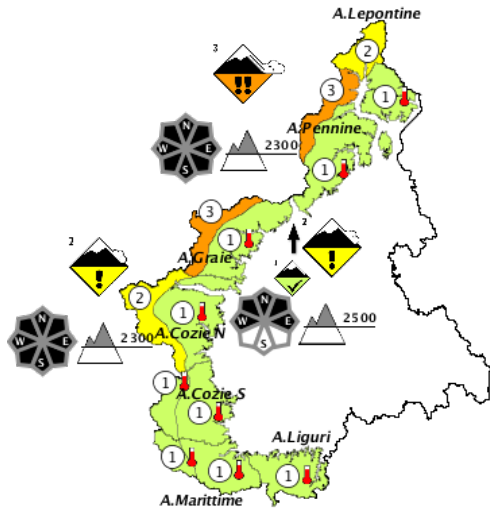 A.Lepontine
2
3
3
1
A.Pennine
N
W E
S
2300
1
3
1
A.Graie
2
!
2
1
2
!
N
W E
S
2500
N
W E
S
2300
1
A.Cozie N
1
A.Cozie S
1
A.Liguri
1
1
1
A.Marittime